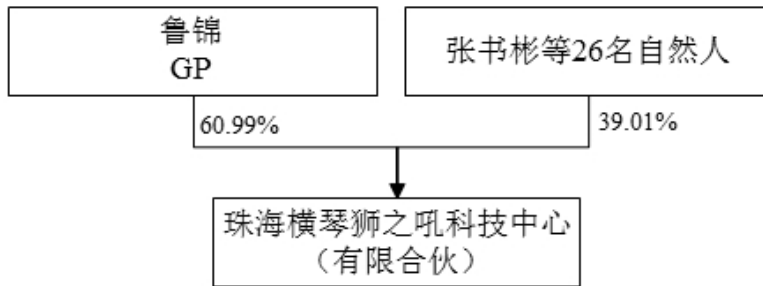 鲁锦
GP
张书彬等26名自然人
60.99%
39.01%
珠海横琴狮之吼科技中心
（有限合伙）